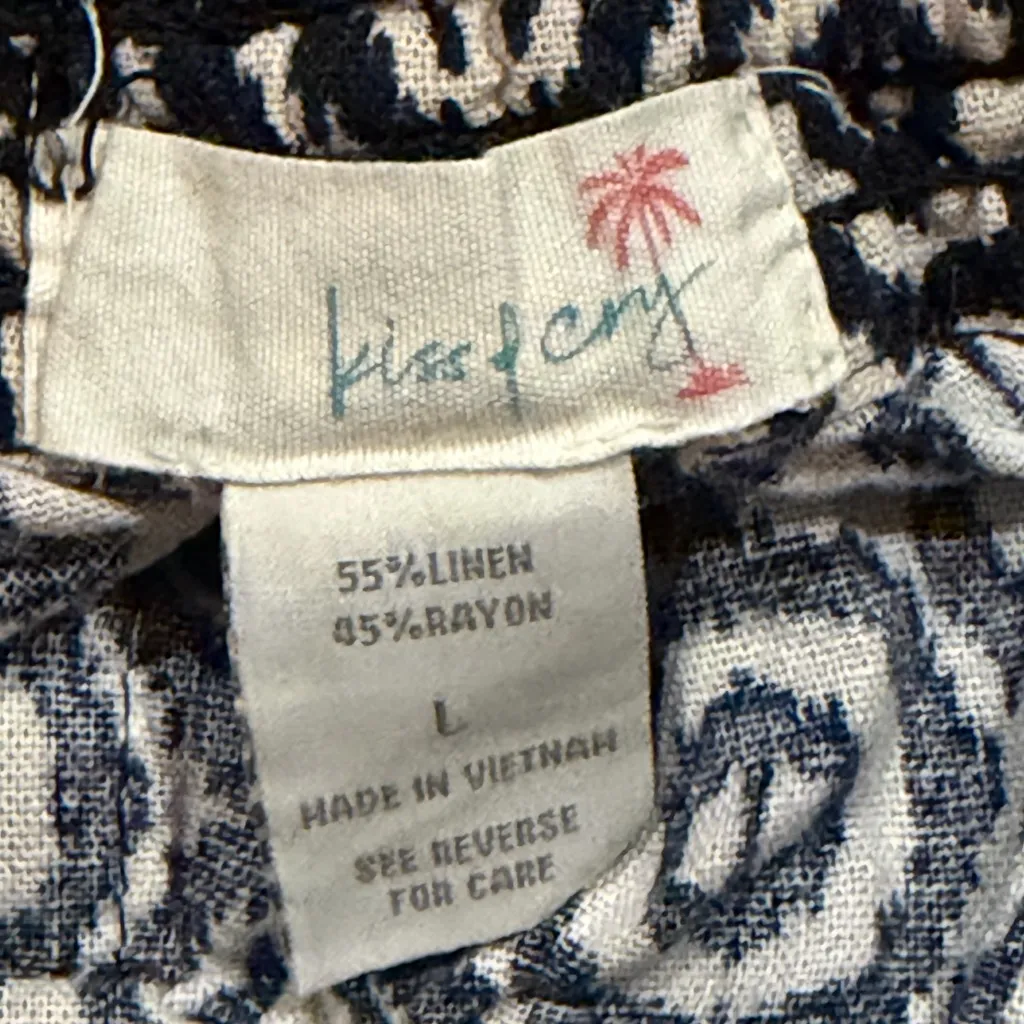 kiss & cry
55%LINEN
45%RAYON
L
MADE IN VIETNAM
SEE REVERSE
FOR CARE